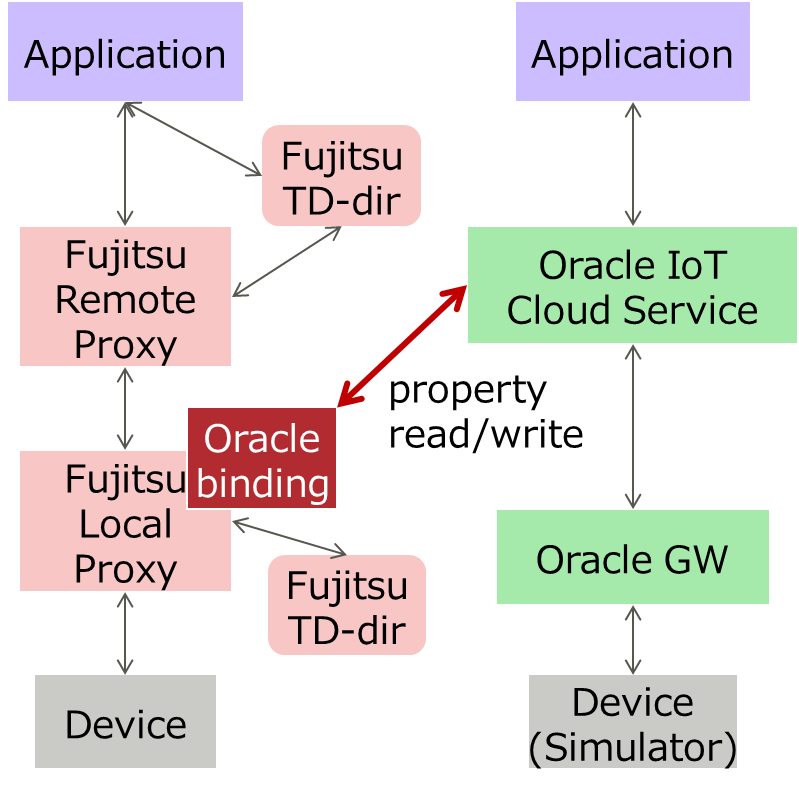 Application
Application
Fujitsu
TD-dir
Fujitsu
Remote
Proxy
Oracle IoT
Cloud Service
property
read/write
Oracle
binding
Fujitsu
Local
Proxy
Oracle GW
Fujitsu
TD-dir
Device
Device
(Simulator)